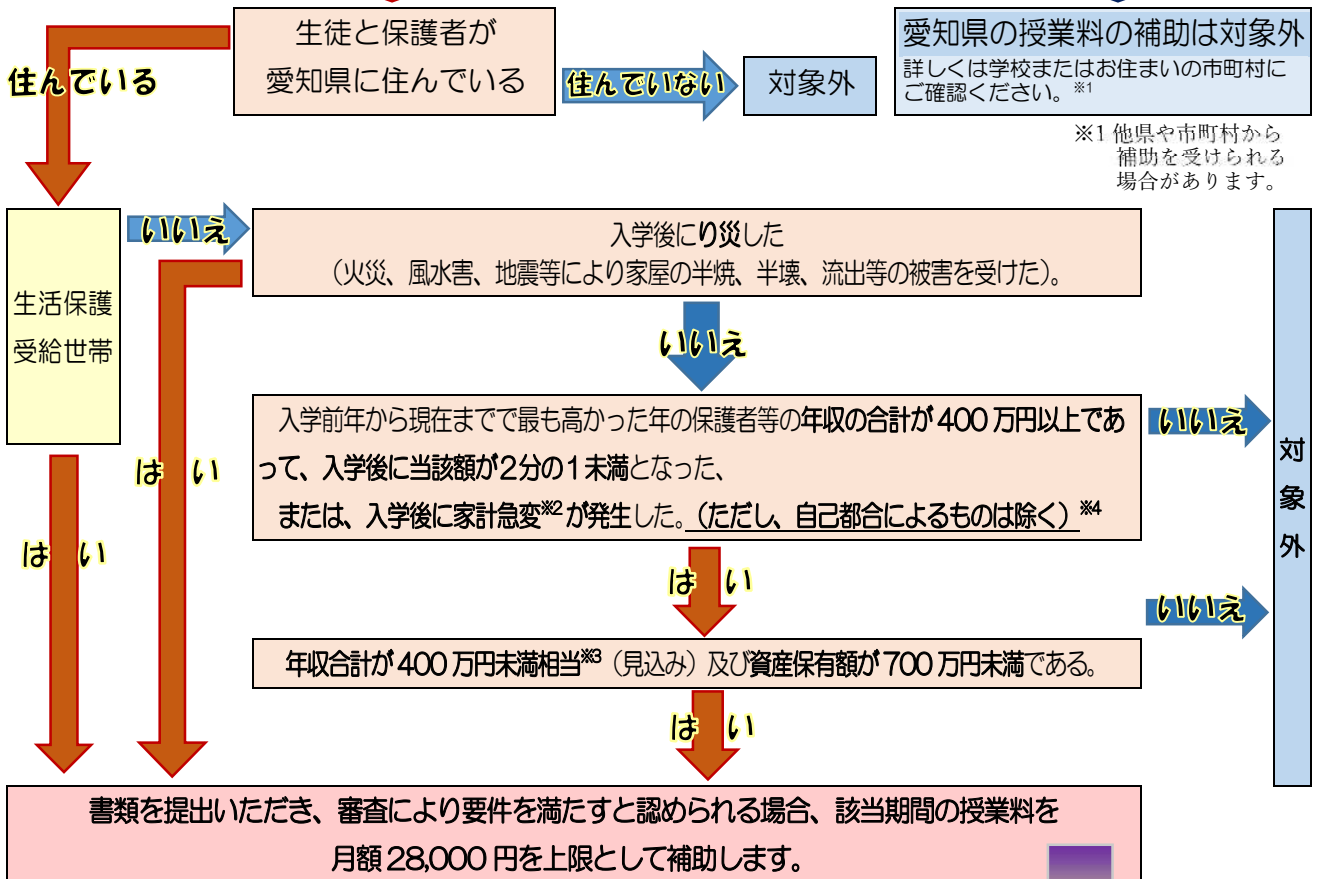 生徒と保護者が
愛知県に住んでいる
住んでいる
住んでいない
対象外
愛知県の授業料の補助は対象外
詳しくは学校またはお住まいの市町村に
ご確認ください。※1
※1 他県や市町村から
補助を受けられる
場合があります。
生活保護
受給世帯
いいえ
入学後にり災した
（火災、風水害、地震等により家屋の半焼、半壊、流出等の被害を受けた）。
いいえ
入学前年から現在までで最も高かった年の保護者等の年収の合計が 400 万円以上であ
って、入学後に当該額が２分の１未満となった、
または、入学後に家計急変※2 が発生した。（ただし、自己都合によるものは除く）※4
いいえ
対象外
はい
はい
はい
いいえ
年収合計が 400 万円未満相当※3（見込み）及び資産保有額が 700 万円未満である。
はい
書類を提出いただき、審査により要件を満たすと認められる場合、該当期間の授業料を
月額 28,000 円を上限として補助します。